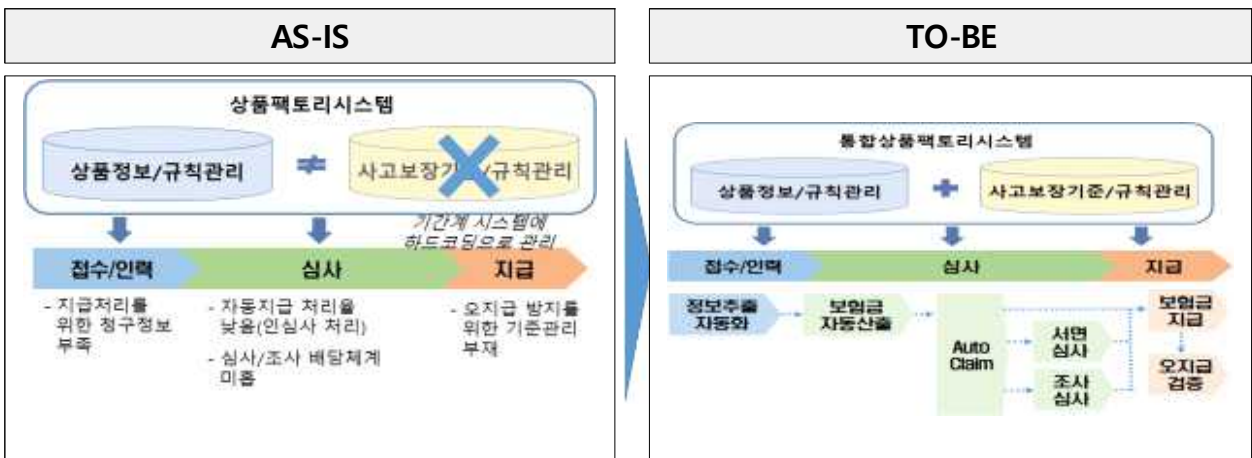 AS-IS
상품팩토리시스템
상품정보/규칙관리
≠
사고보장기준/규칙관리
기간계 시스템에
하드코딩으로 관리
접수/인력
심사
지급
- 지급처리를
위한 청구정보
부족
- 자동지급 처리율
낮음(인심사 처리)
- 심사/조사 배당체계
미흡
- 오지급 방지를
위한 기준관리
부재
TO-BE
통합상품팩토리시스템
상품정보/규칙관리
+
사고보장기준/규칙관리
접수/인력
심사
지급
정보추출
자동화
보험금
자동산출
Auto
Claim
서면
심사
조사
심사
보험금
지급
오지급
검증